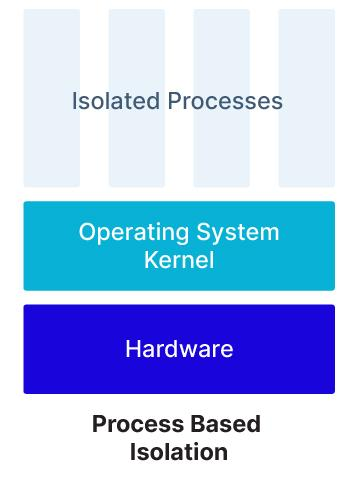 Isolated Processes
Operating System
Kernel
Hardware
Process Based
Isolation